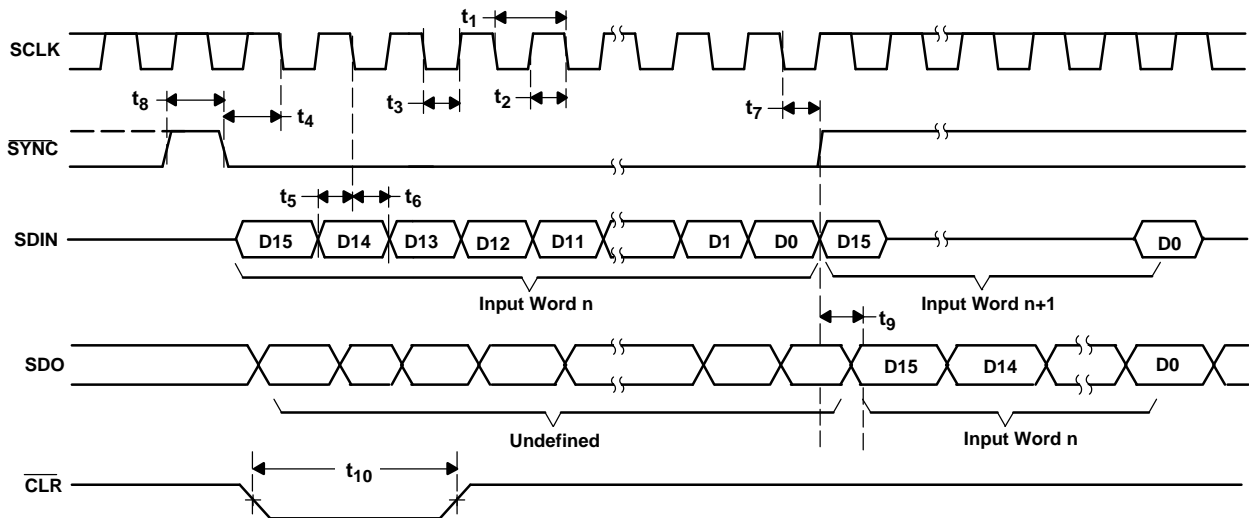 t1
SCLK
t8
t4
t3
t2
t7
SYNC
t5
t6
SDIN
D15
D14
D13
D12
D11
D1
D0
D15
D0
Input Word n
Input Word n+1
t9
SDO
D15
D14
D0
Undefined
Input Word n
t10
CLR